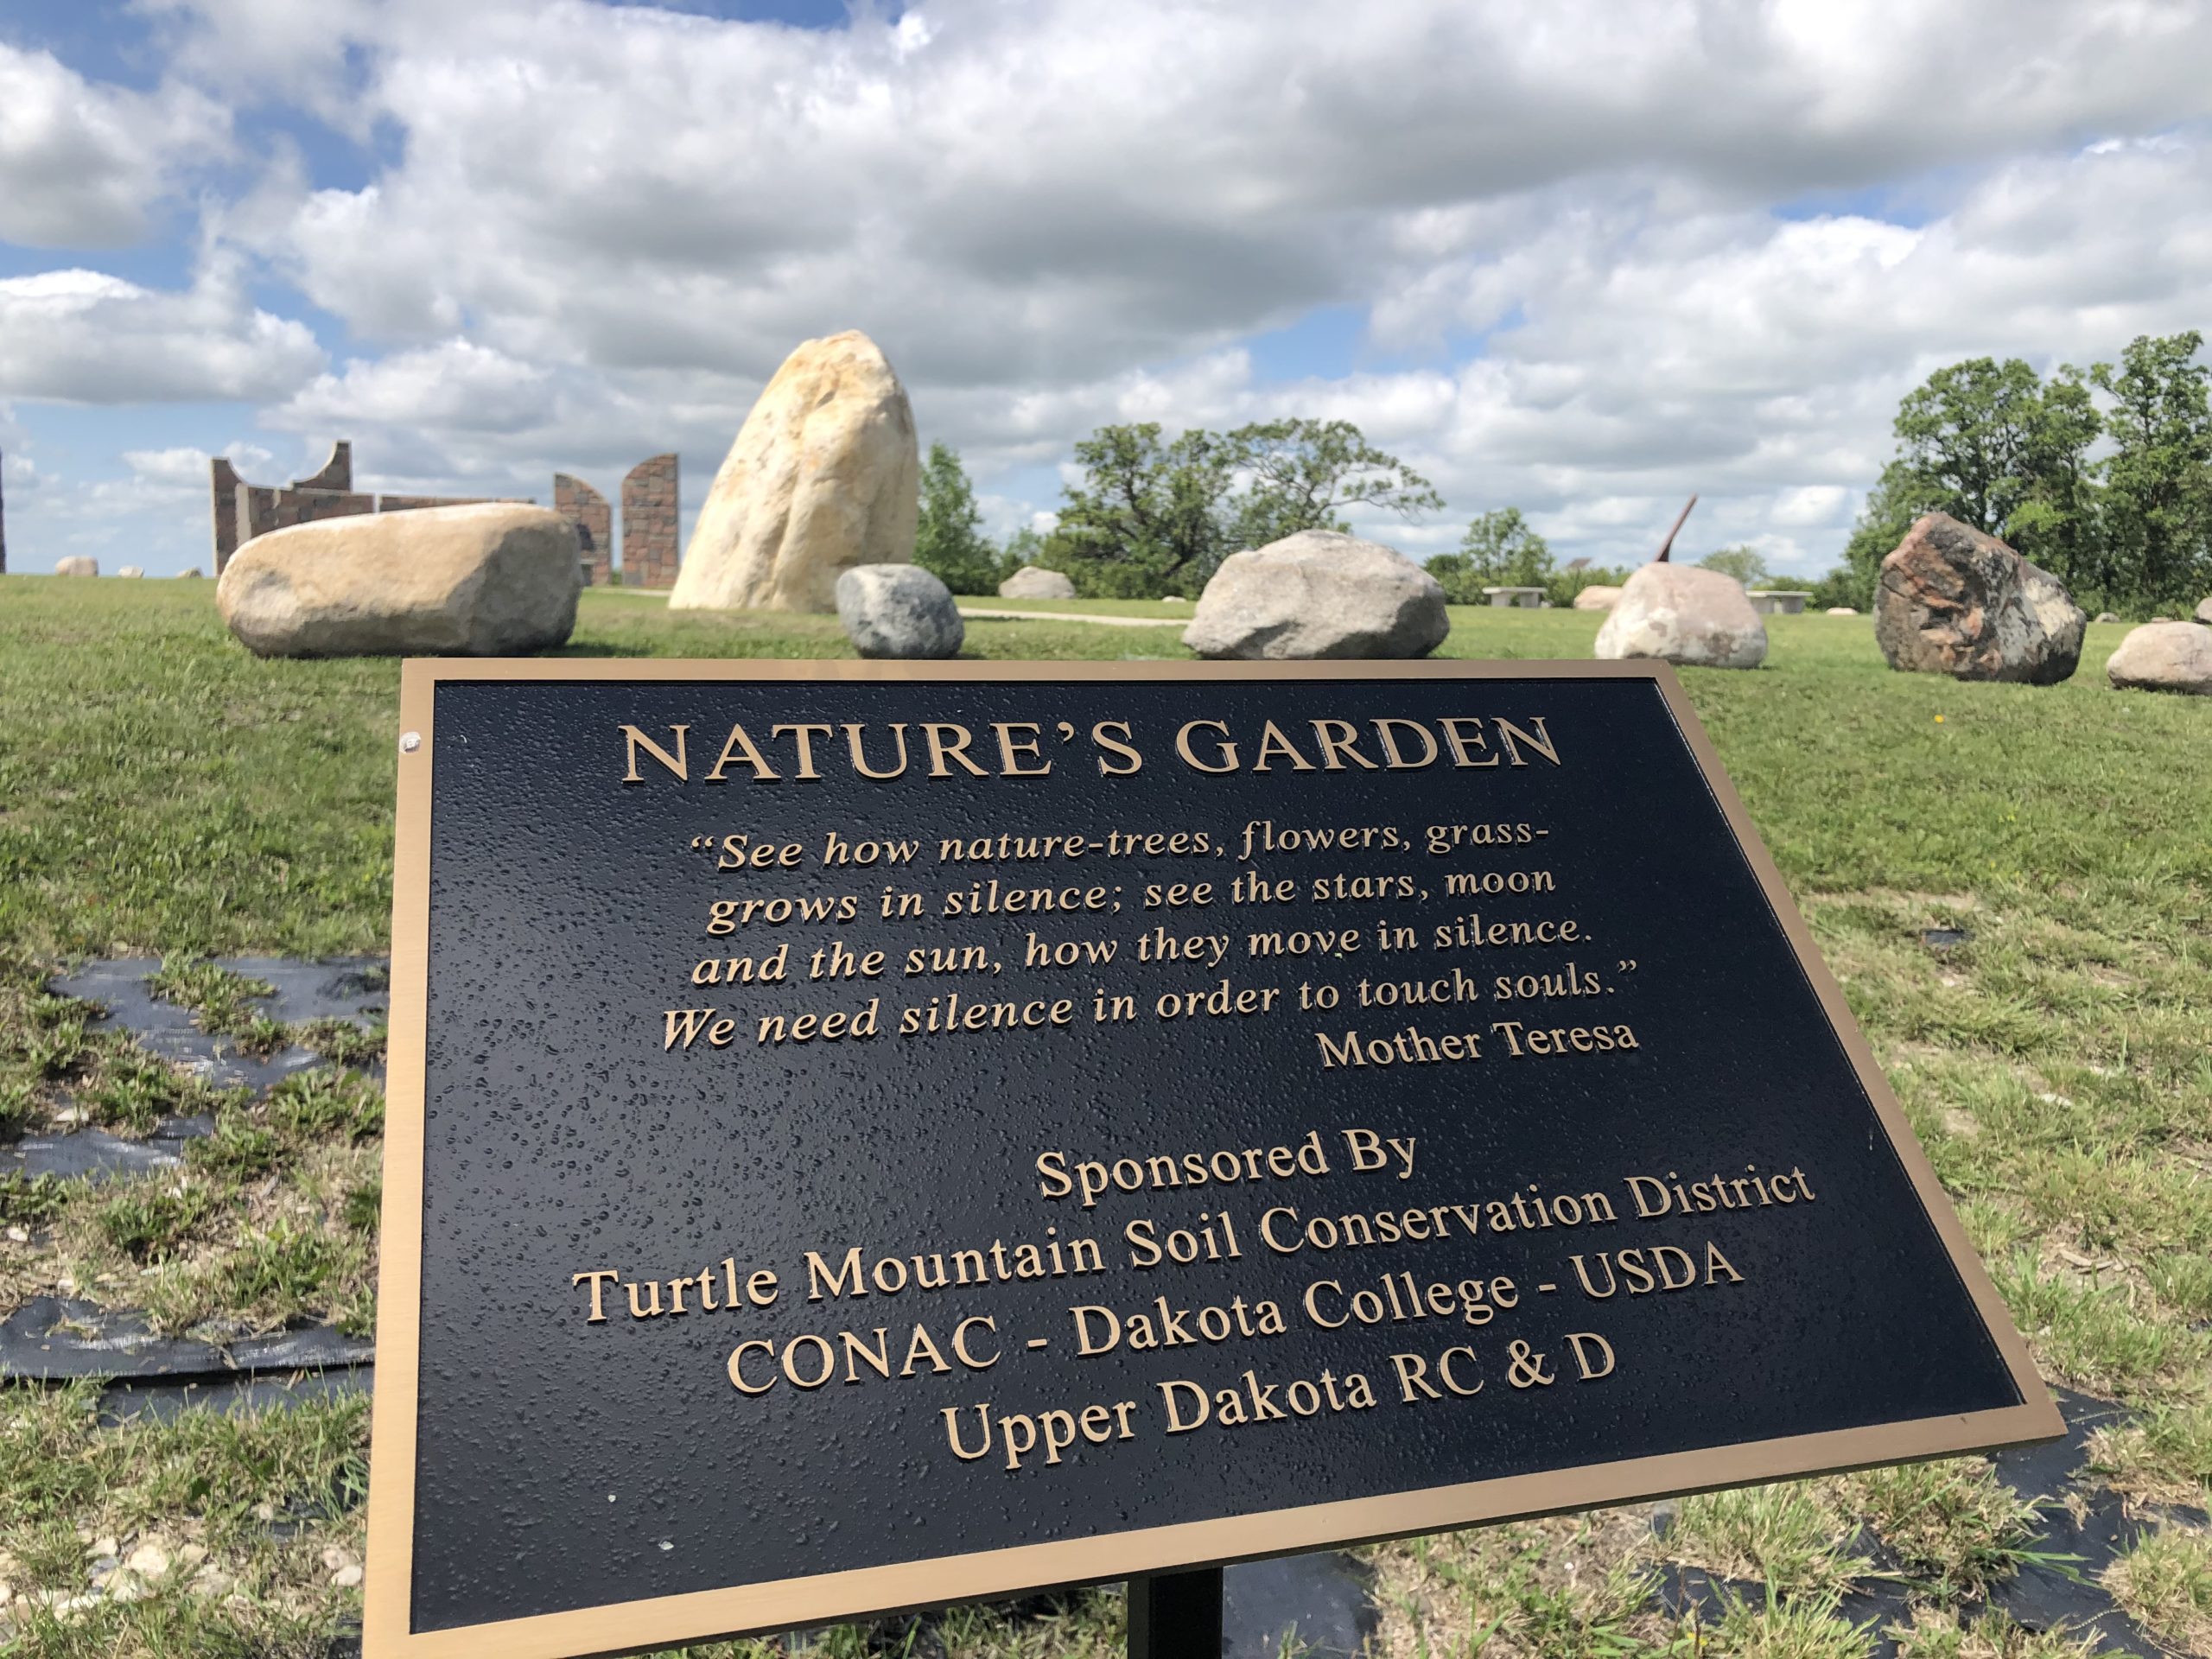 NATURE'S GARDEN
“See how nature-trees, flowers, grass-
grows in silence; see the stars, moon
and the sun, how they move in silence.
We need silence in order to touch souls.”
Mother Teresa
Sponsored By
Turtle Mountain Soil Conservation District
CONAC - Dakota College - USDA
Upper Dakota RC & D